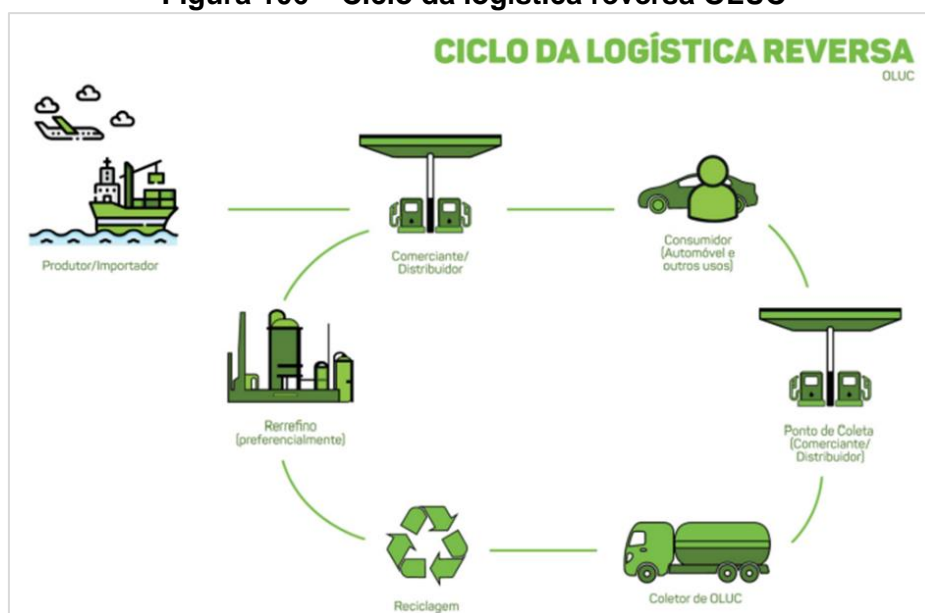 Figura 106 – Ciclo da logística reversa OLUC
CICLO DA LOGÍSTICA REVERSA
OLUC
Produtor/Importador
Comerciante/
Distribuidor
Consumidor
(Automóvel e
outros usos)
Rerrefino
(preferencialmente)
Ponto de Coleta
(Comerciante/
Distribuidor)
Reciclagem
Coletor de OLUC